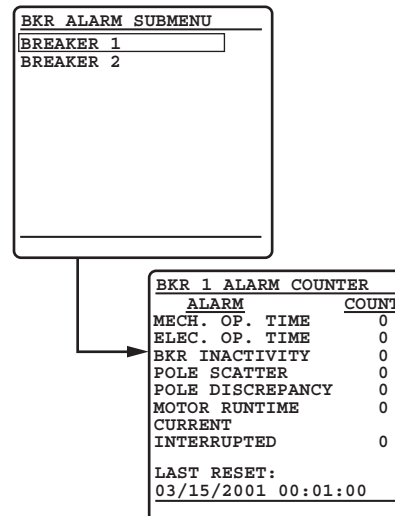 BKR ALARM SUBMENU
BREAKER 1
BREAKER 2
BKR 1 ALARM COUNTER
ALARM COUNT
MECH. OP. TIME 0
ELEC. OP. TIME 0
BKR INACTIVITY 0
POLE SCATTER 0
POLE DISCREPANCY 0
MOTOR RUNTIME 0
CURRENT
INTERRUPTED 0
LAST RESET:
03/15/2001 00:01:00